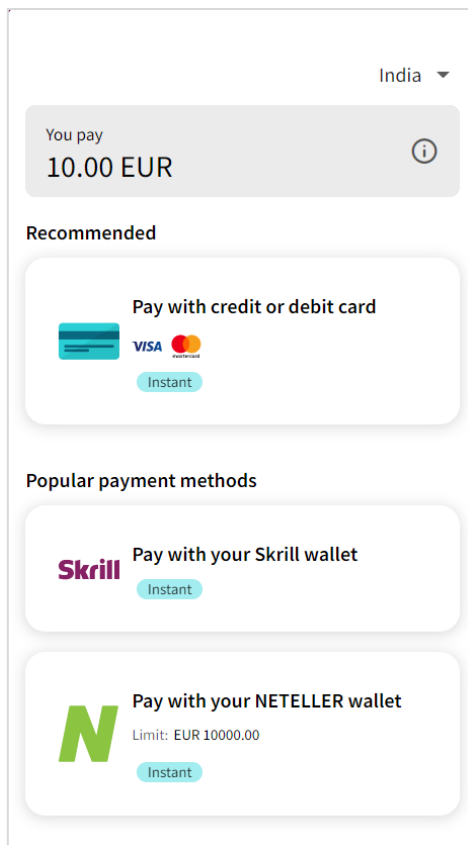 India
You pay
10.00 EUR
Recommended
Pay with credit or debit card
VISA mastercard
Instant
Popular payment methods
Skrill
Pay with your Skrill wallet
Instant
N
Pay with your NETELLER wallet
Limit: EUR 10000.00
Instant